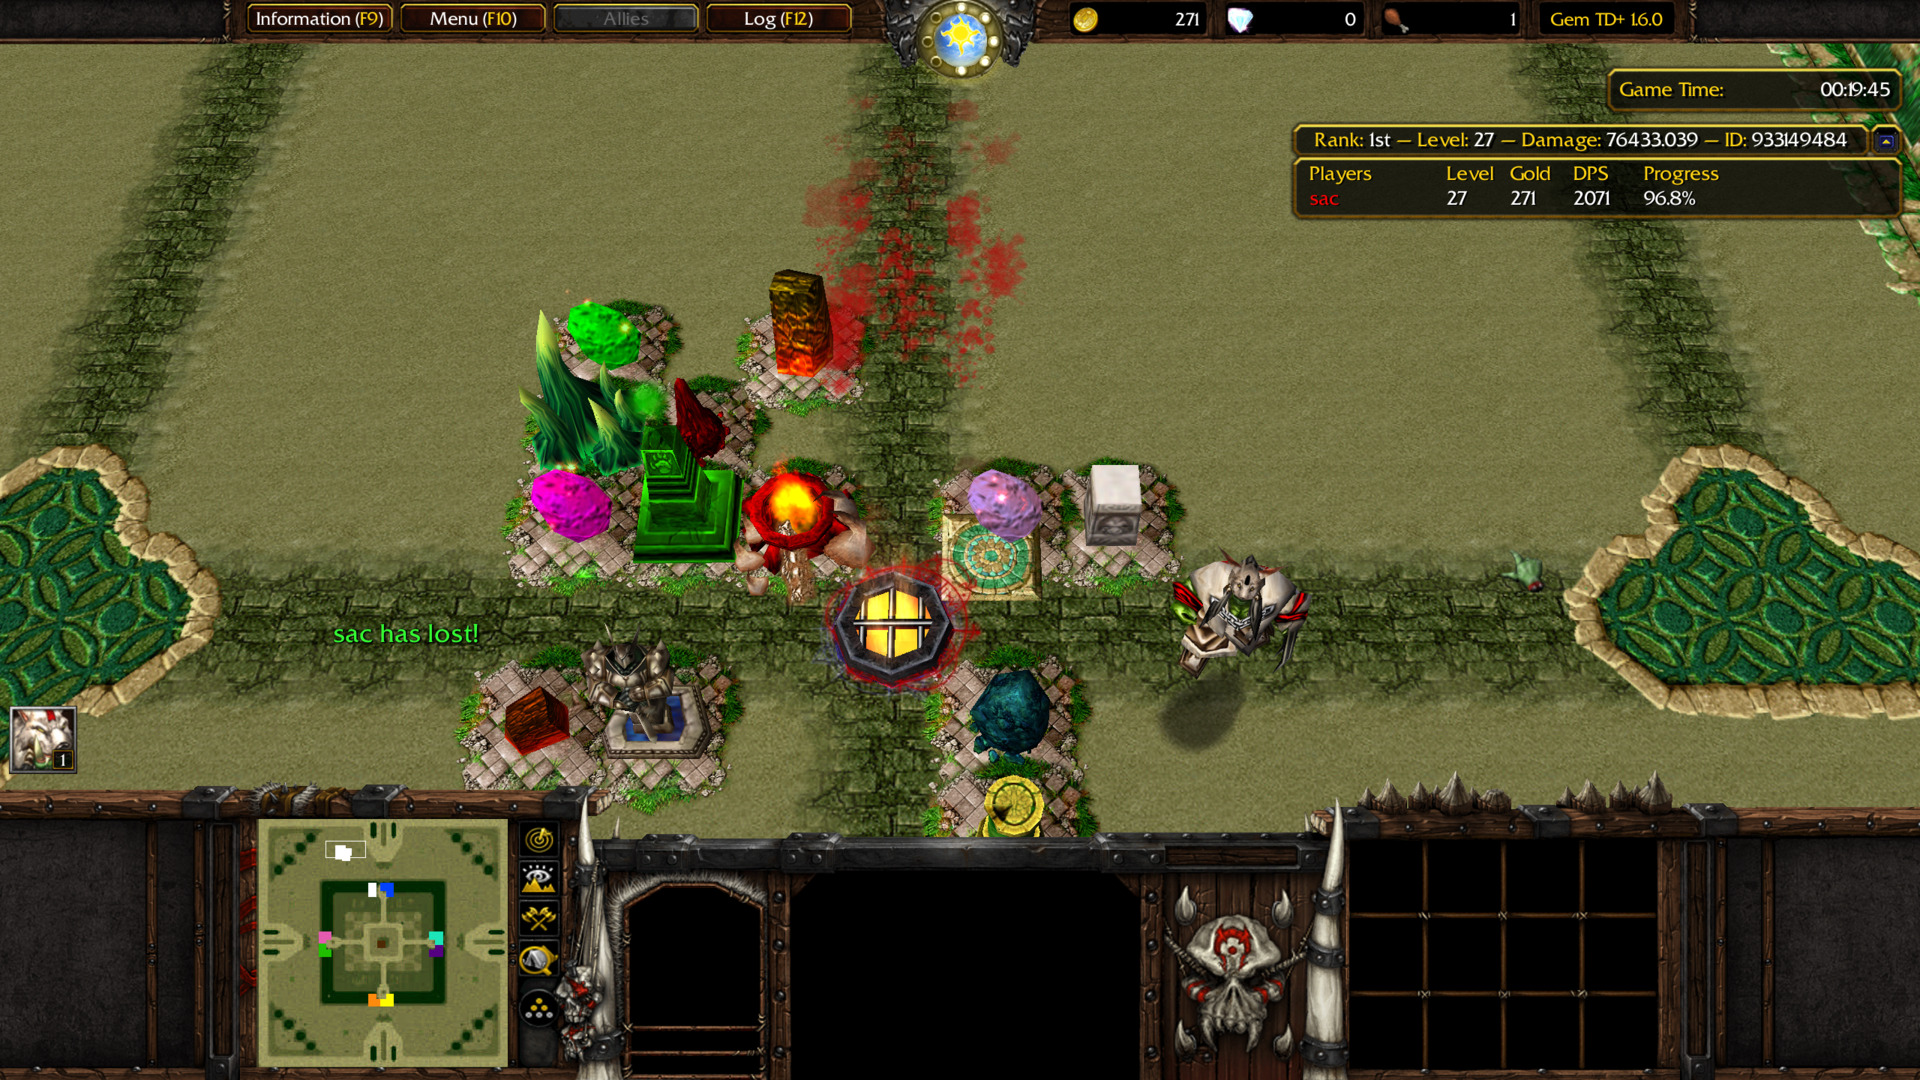 Information (F9) Menu (F10) Allies Log (F12) 271 0 1 Gem TD+ 1.6.0
Game Time: 00:19:45
Rank: 1st – Level: 27 – Damage: 76433.039 – ID: 933149484
Players Level Gold DPS Progress
sac 27 271 2071 96.8%
sac has lost!
1